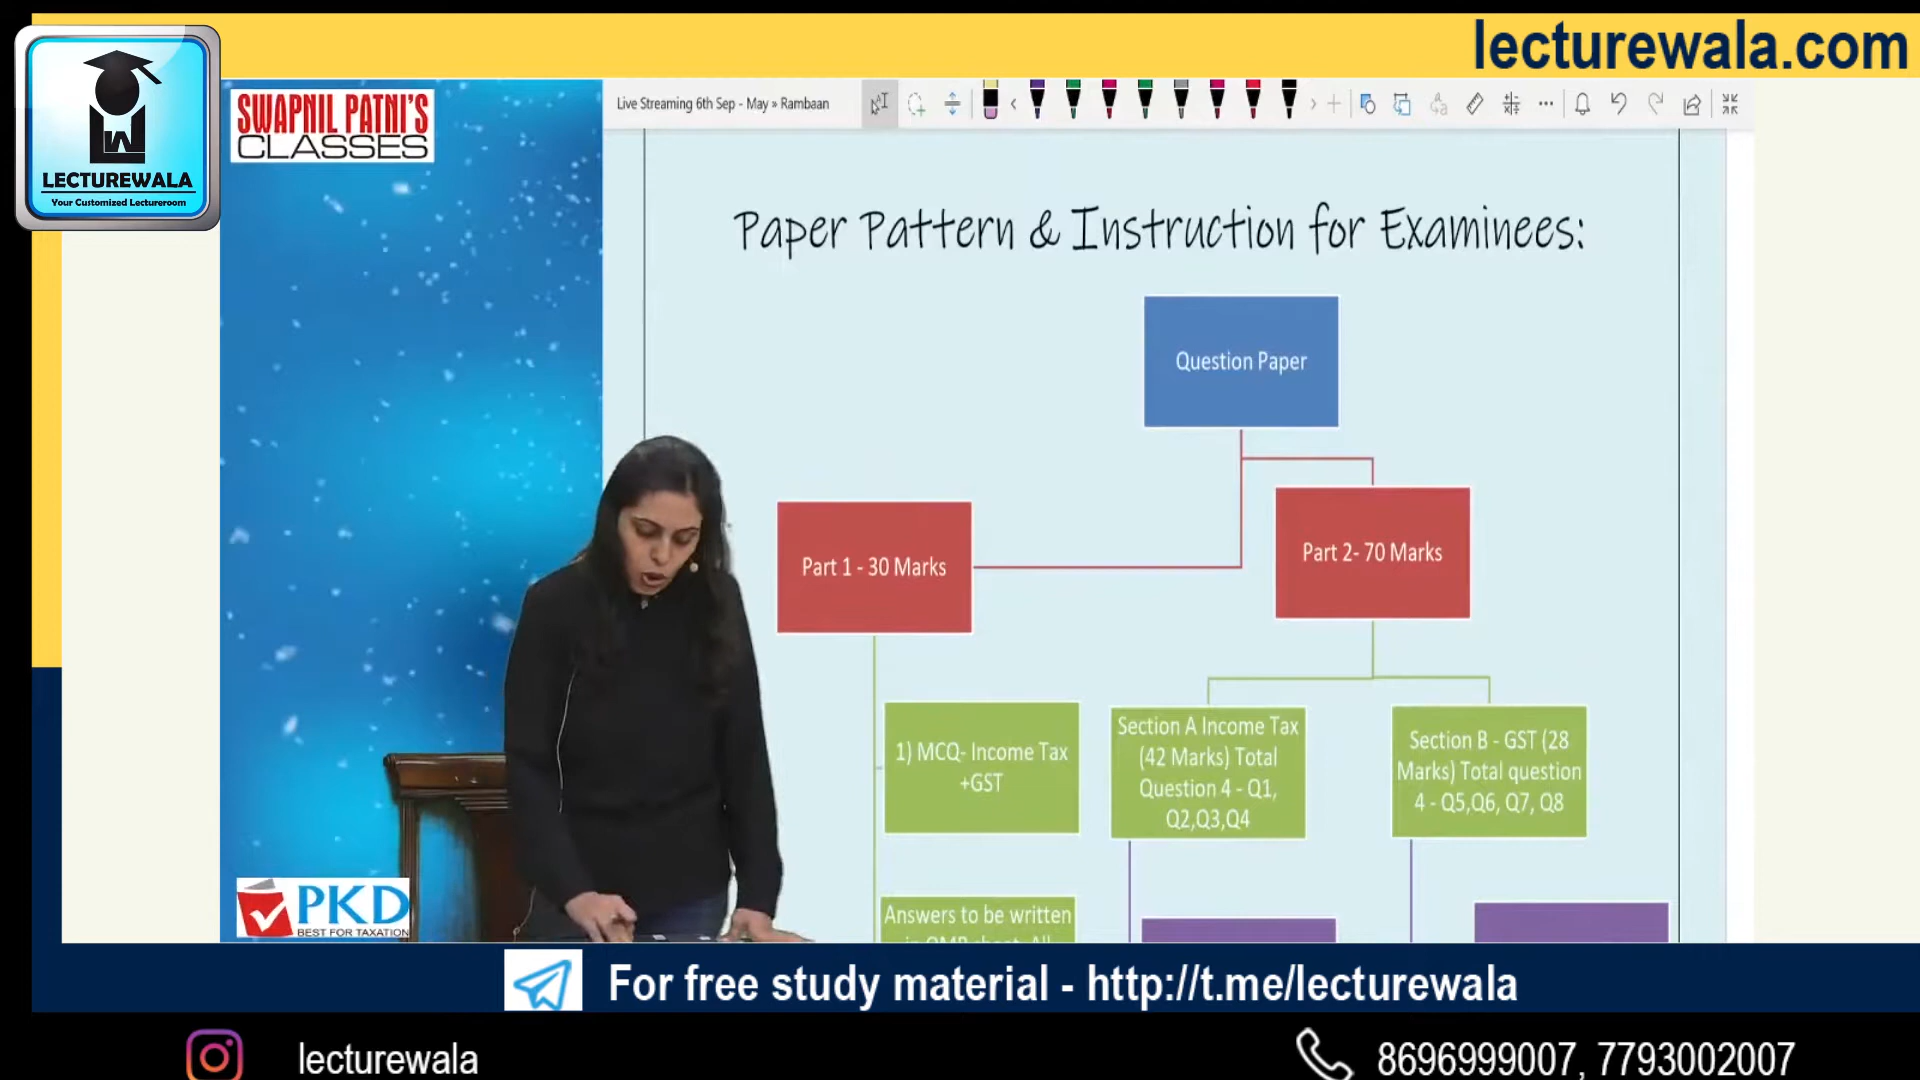 lecturewala.com
LECTUREWALA
Your Customized Lectureroom
SWAPNIL PATNI'S
CLASSES
Live Streaming 6th Sep - May » Rambaan
Paper Pattern & Instruction for Examinees:
Question Paper
Part 1 - 30 Marks
Part 2- 70 Marks
1) MCQ- Income Tax
+GST
Section A Income Tax
(42 Marks) Total
Question 4 - Q1,
Q2,Q3,Q4
Section B - GST (28
Marks) Total question
4 - Q5,Q6, Q7, Q8
Answers to be written
PKD
BEST FOR TAXATION
For free study material - http://t.me/lecturewala
lecturewala
8696999007, 7793002007